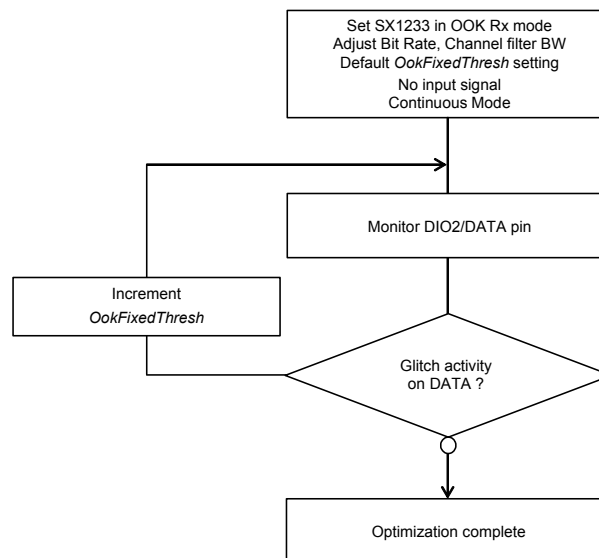 Set SX1233 in OOK Rx mode
Adjust Bit Rate, Channel filter BW
Default OokFixedThresh setting
No input signal
Continuous Mode
Monitor DIO2/DATA pin
Increment
OokFixedThresh
Glitch activity
on DATA ?
Optimization complete